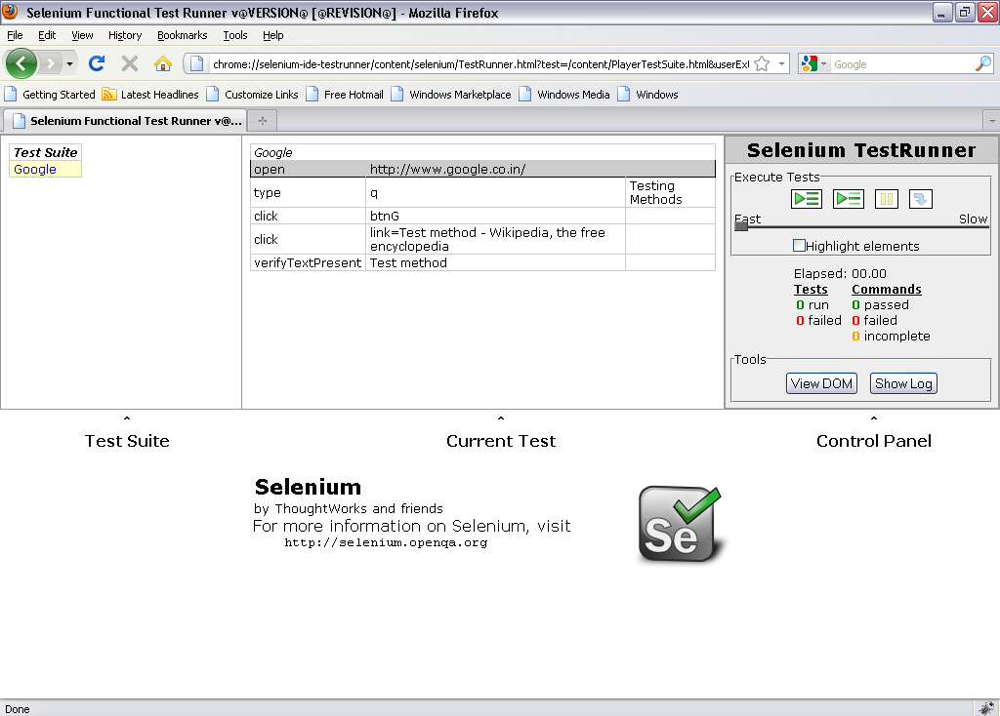 Selenium Functional Test Runner v@VERSION@ [@REVISION@] - Mozilla Firefox
File Edit View History Bookmarks Tools Help
chrome://selenium-ide-testrunner/content/selenium/TestRunner.html?test=/content/PlayerTestSuite.html&userExt
Google
Getting Started Latest Headlines Customize Links Free Hotmail Windows Marketplace Windows Media Windows
Selenium Functional Test Runner v@...
Test Suite
Google
Google
open http://www.google.co.in/
type q Testing Methods
click btnG
click link=Test method - Wikipedia, the free
encyclopedia
verifyTextPresent Test method
Selenium TestRunner
Execute Tests
Fast Slow
Highlight elements
Elapsed: 00.00
Tests Commands
0 run 0 passed
0 failed 0 failed
0 incomplete
Tools
View DOM Show Log
Test Suite Current Test Control Panel
Selenium
by ThoughtWorks and friends
For more information on Selenium, visit
http://selenium.openqa.org
Se
Done